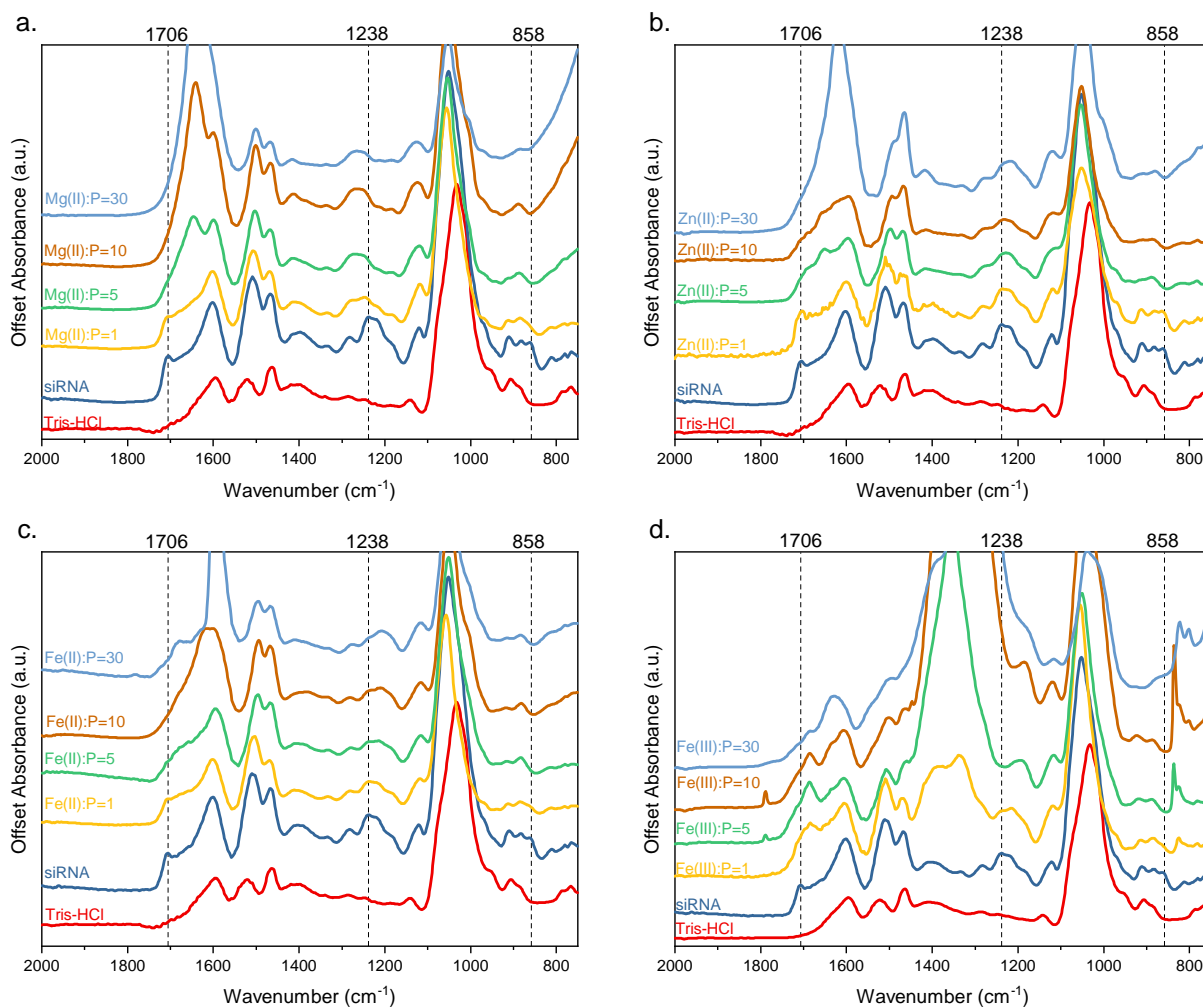 a.
1706 1238 858
Offset Absorbance (a.u.)
Mg(II):P=30
Mg(II):P=10
Mg(II):P=5
Mg(II):P=1
siRNA
Tris-HCl
2000 1800 1600 1400 1200 1000 800
Wavenumber (cm⁻¹)
b.
1706 1238 858
Offset Absorbance (a.u.)
Zn(II):P=30
Zn(II):P=10
Zn(II):P=5
Zn(II):P=1
siRNA
Tris-HCl
2000 1800 1600 1400 1200 1000 800
Wavenumber (cm⁻¹)
c.
1706 1238 858
Offset Absorbance (a.u.)
Fe(II):P=30
Fe(II):P=10
Fe(II):P=5
Fe(II):P=1
siRNA
Tris-HCl
2000 1800 1600 1400 1200 1000 800
Wavenumber (cm⁻¹)
d.
1706 1238 858
Offset Absorbance (a.u.)
Fe(III):P=30
Fe(III):P=10
Fe(III):P=5
Fe(III):P=1
siRNA
Tris-HCl
2000 1800 1600 1400 1200 1000 800
Wavenumber (cm⁻¹)